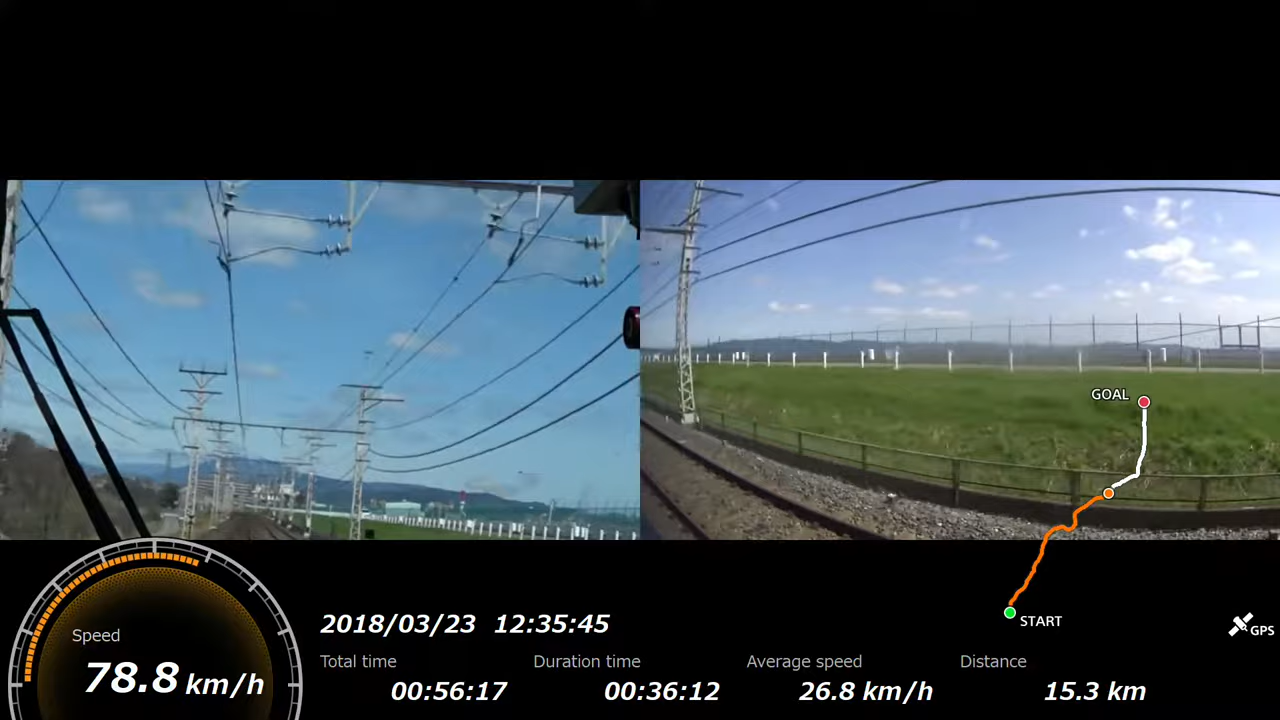 GOAL
START
GPS
Speed
78.8 km/h
2018/03/23 12:35:45
Total time
00:56:17
Duration time
00:36:12
Average speed
26.8 km/h
Distance
15.3 km